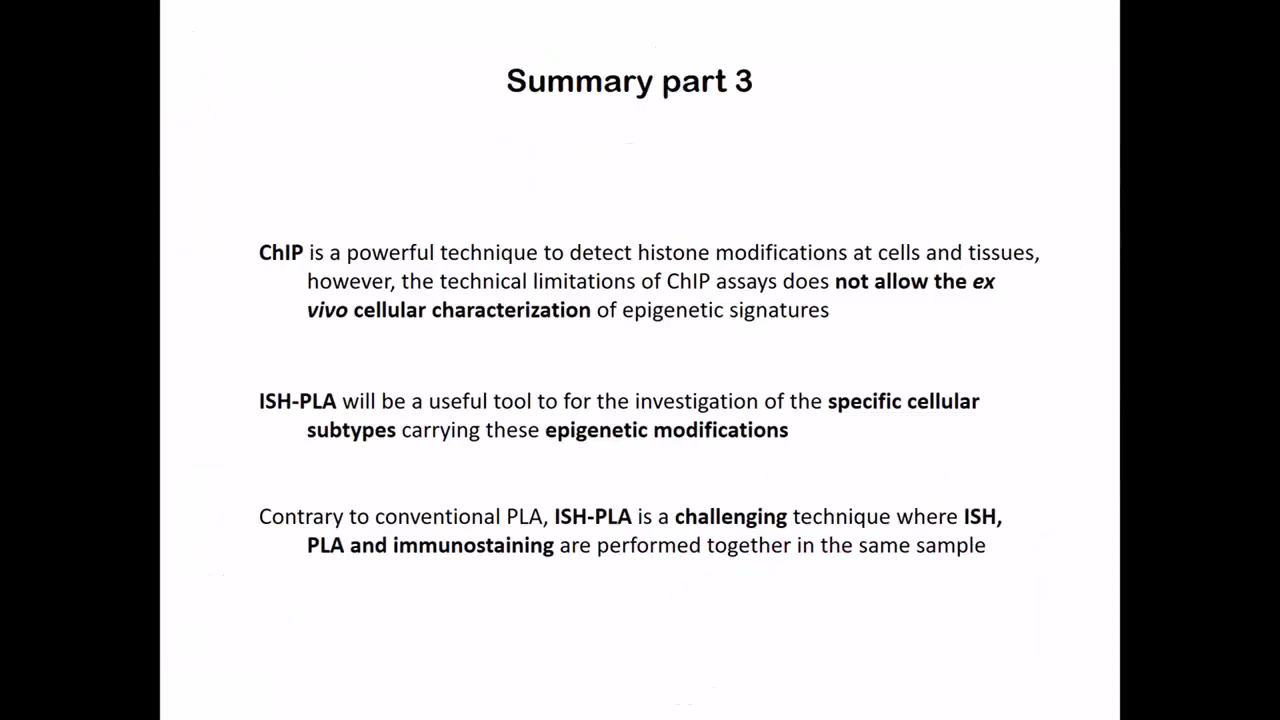 Summary part 3
ChIP is a powerful technique to detect histone modifications at cells and tissues,
however, the technical limitations of ChIP assays does not allow the ex
vivo cellular characterization of epigenetic signatures
ISH-PLA will be a useful tool to for the investigation of the specific cellular
subtypes carrying these epigenetic modifications
Contrary to conventional PLA, ISH-PLA is a challenging technique where ISH,
PLA and immunostaining are performed together in the same sample